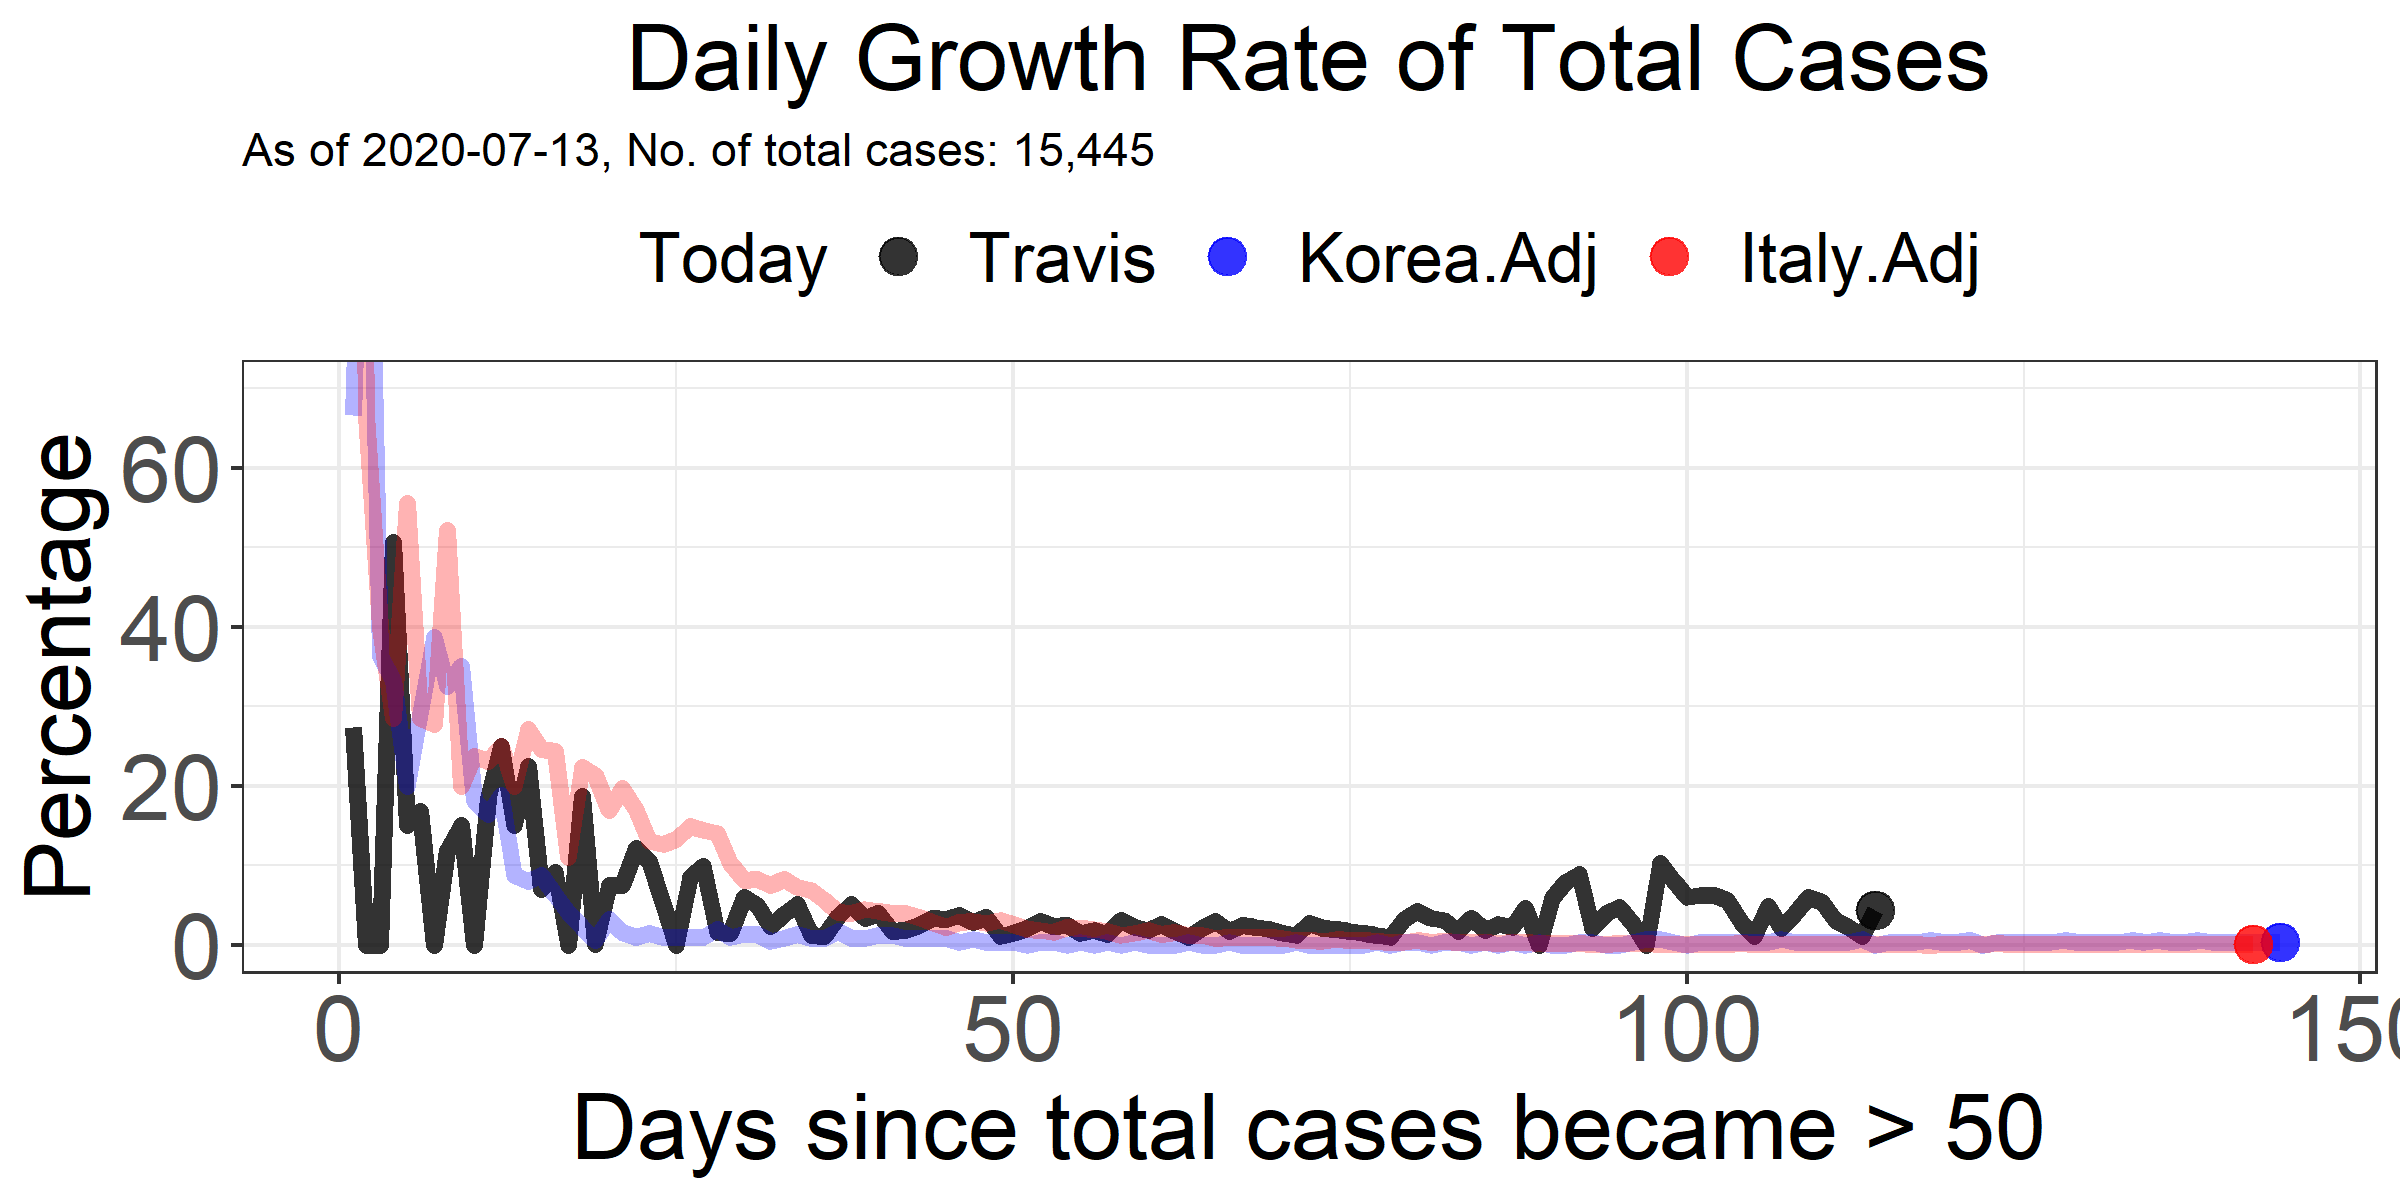 Daily Growth Rate of Total Cases
As of 2020-07-13, No. of total cases: 15,445
Today Travis Korea.Adj Italy.Adj
Percentage
60
40
20
0
0 50 100 150
Days since total cases became > 50